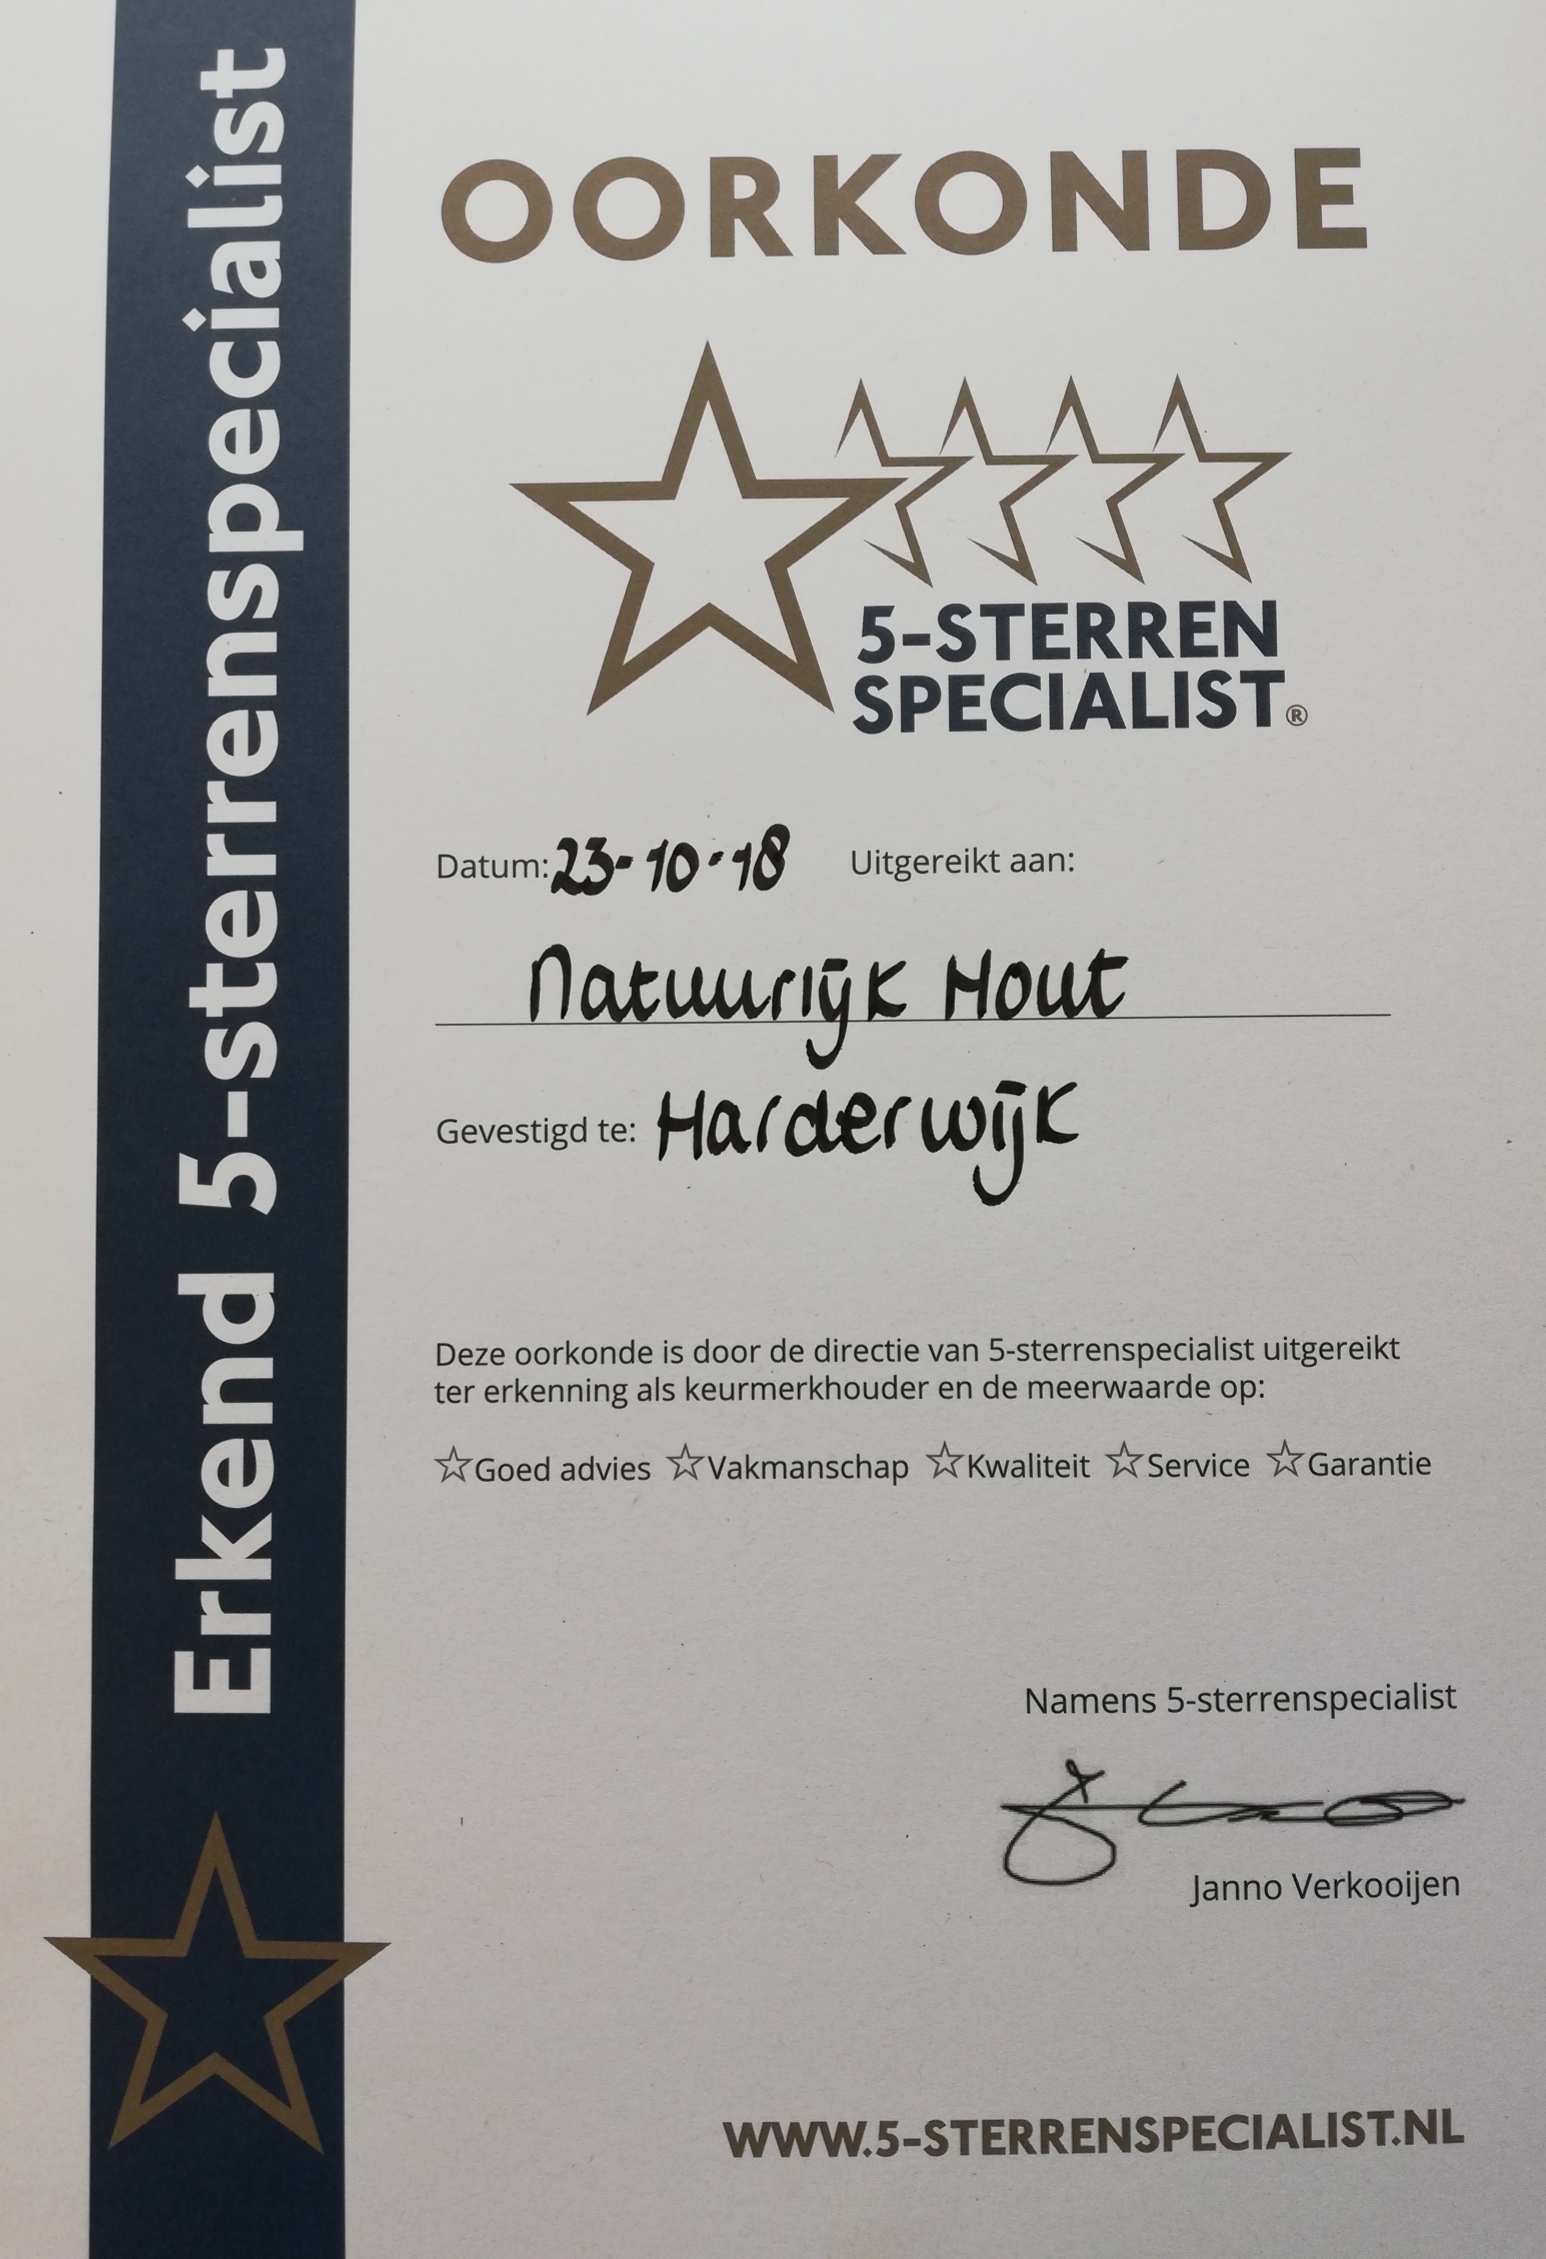 Erkend 5-sterrenspecialist
OORKONDE
5-STERREN
SPECIALIST®
Datum: 23-10-18 Uitgereikt aan:
Natuurlijk Hout
Gevestigd te: Harderwijk
Deze oorkonde is door de directie van 5-sterrenspecialist uitgereikt
ter erkenning als keurmerkhouder en de meerwaarde op:
☆Goed advies ☆Vakmanschap ☆Kwaliteit ☆Service ☆Garantie
Namens 5-sterrenspecialist
Janno Verkooijen
WWW.5-STERRENSPECIALIST.NL